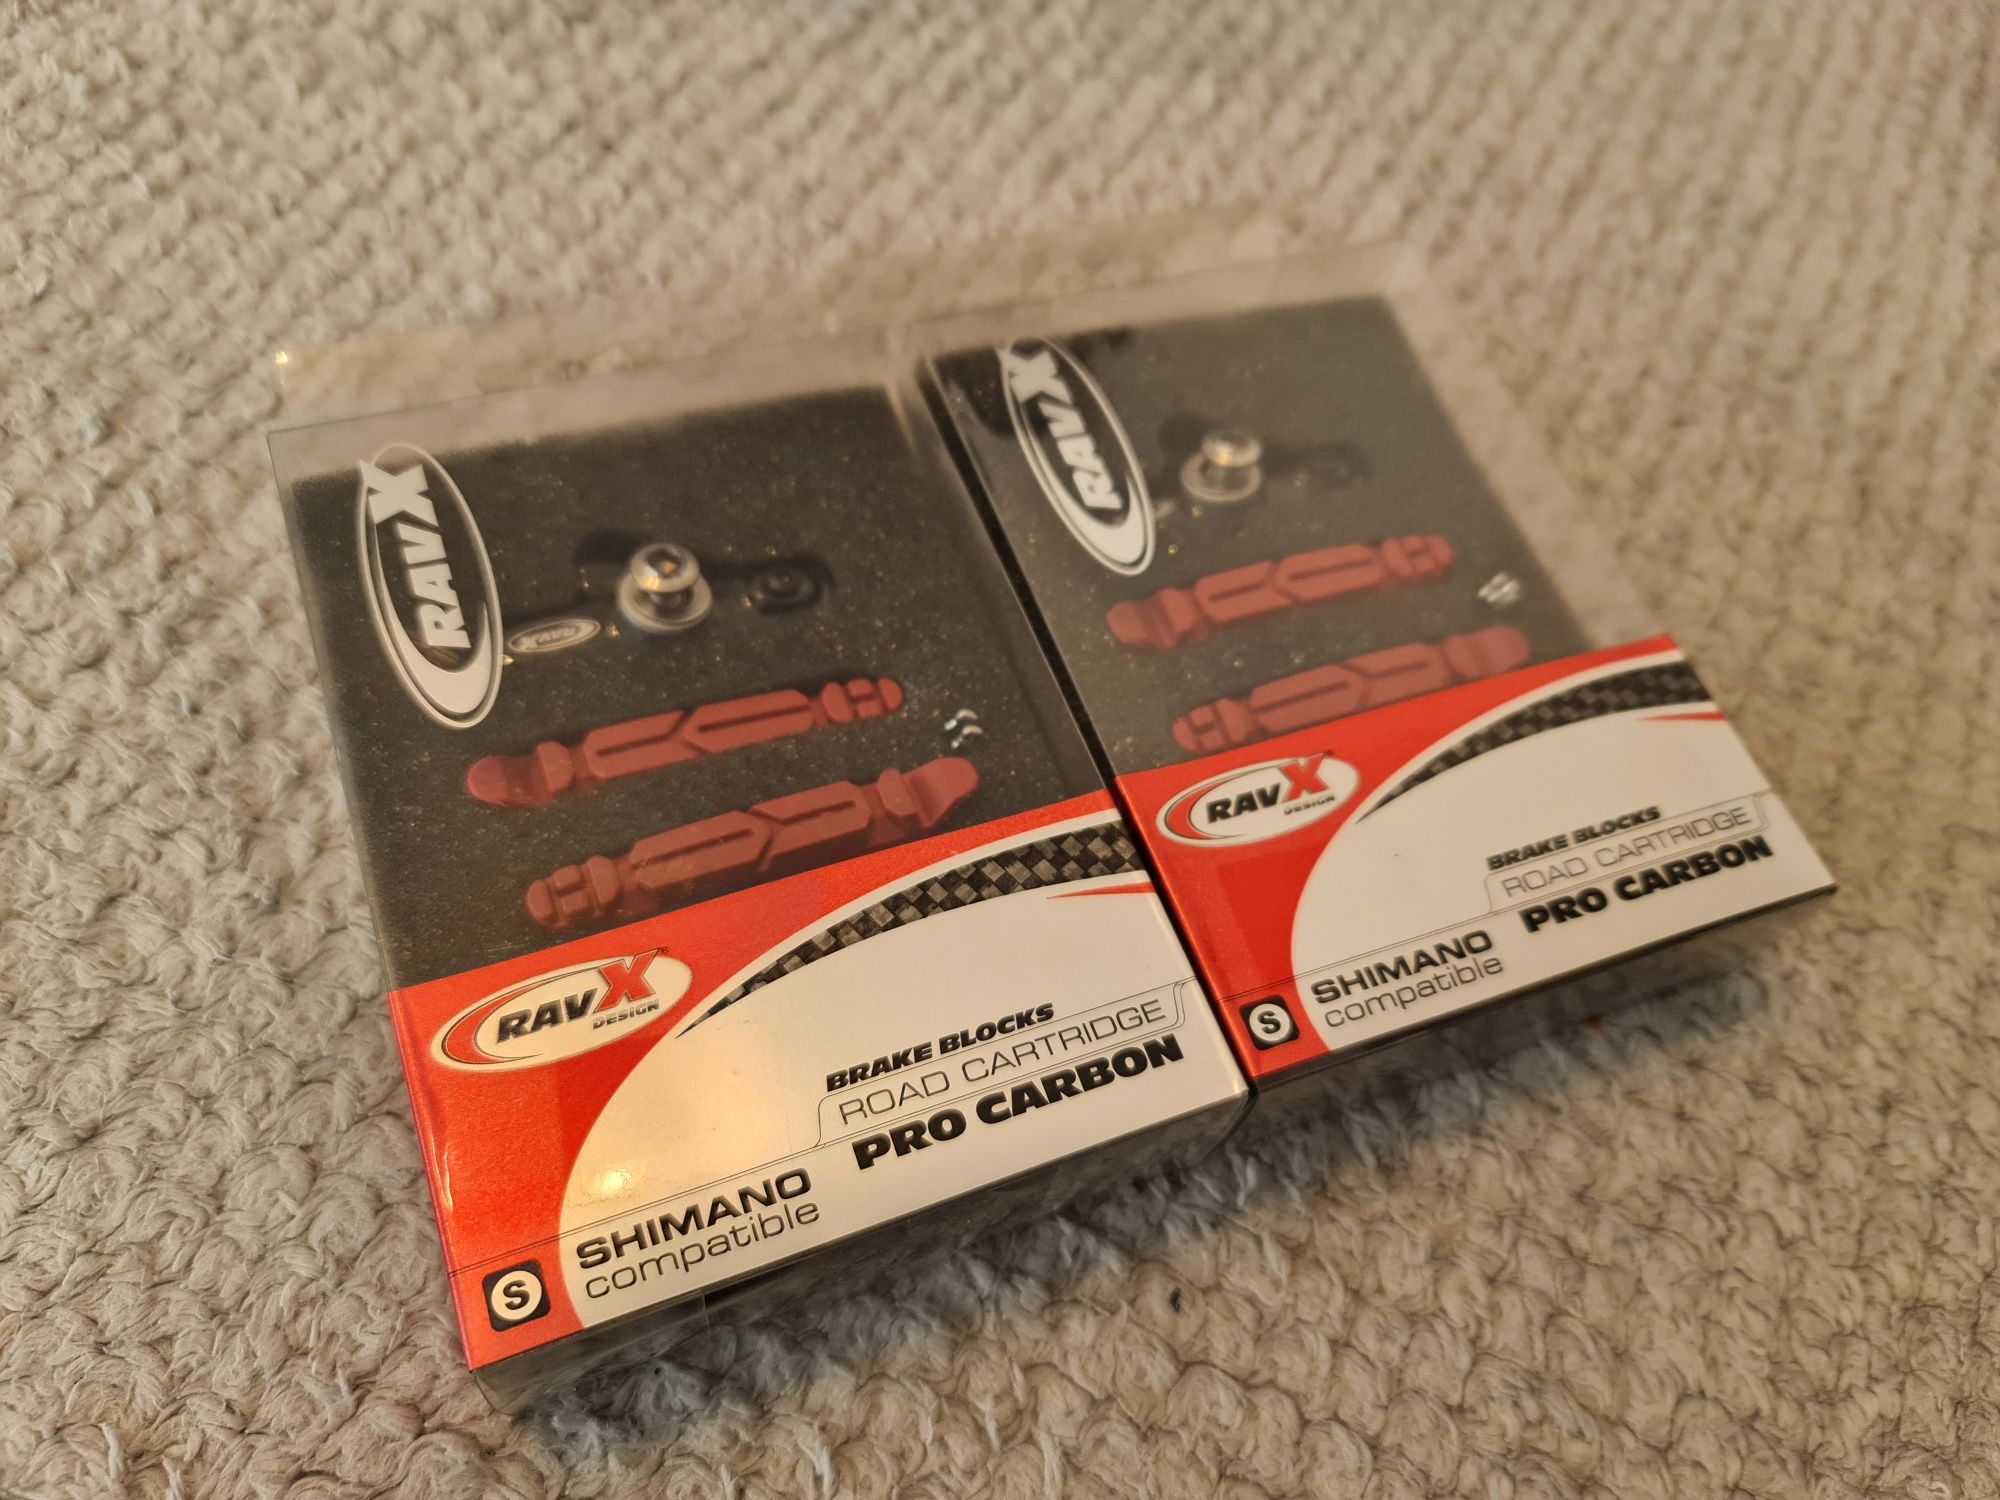 RAVX
RAVX
RAVX® DESIGN
BRAKE BLOCKS
ROAD CARTRIDGE
PRO CARBON
SHIMANO
compatible
S
RAVX
RAVX DESIGN
BRAKE BLOCKS
ROAD CARTRIDGE
PRO CARBON
SHIMANO
compatible
S